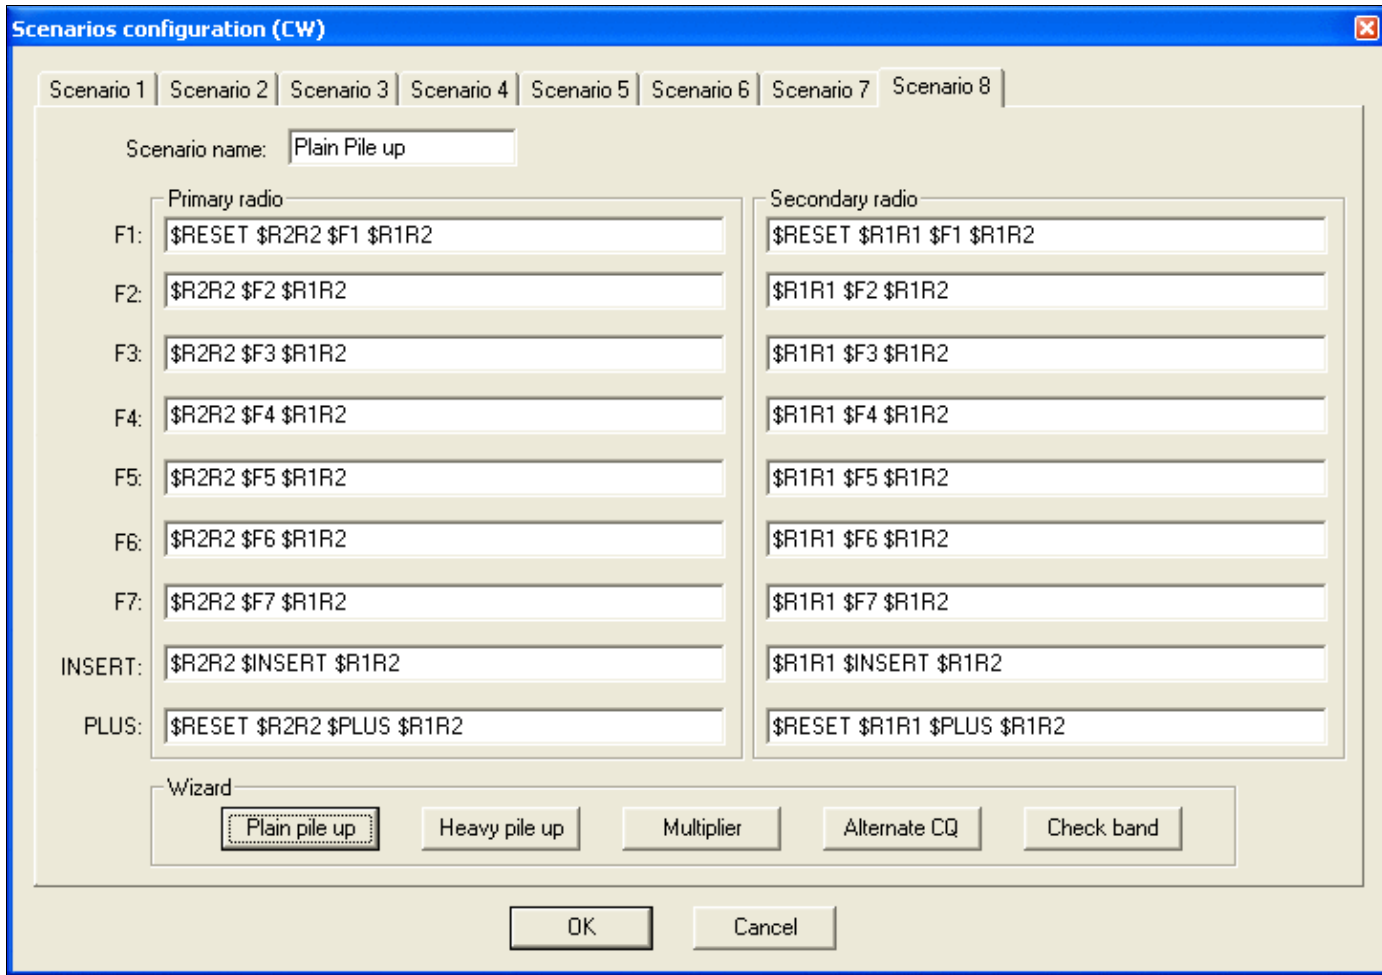 Scenarios configuration (CW)
Scenario 1 Scenario 2 Scenario 3 Scenario 4 Scenario 5 Scenario 6 Scenario 7 Scenario 8
Scenario name: Plain Pile up
Primary radio Secondary radio
F1: $RESET $R2R2 $F1 $R1R2 $RESET $R1R1 $F1 $R1R2
F2: $R2R2 $F2 $R1R2 $R1R1 $F2 $R1R2
F3: $R2R2 $F3 $R1R2 $R1R1 $F3 $R1R2
F4: $R2R2 $F4 $R1R2 $R1R1 $F4 $R1R2
F5: $R2R2 $F5 $R1R2 $R1R1 $F5 $R1R2
F6: $R2R2 $F6 $R1R2 $R1R1 $F6 $R1R2
F7: $R2R2 $F7 $R1R2 $R1R1 $F7 $R1R2
INSERT: $R2R2 $INSERT $R1R2 $R1R1 $INSERT $R1R2
PLUS: $RESET $R2R2 $PLUS $R1R2 $RESET $R1R1 $PLUS $R1R2
Wizard
Plain pile up Heavy pile up Multiplier Alternate CQ Check band
OK Cancel